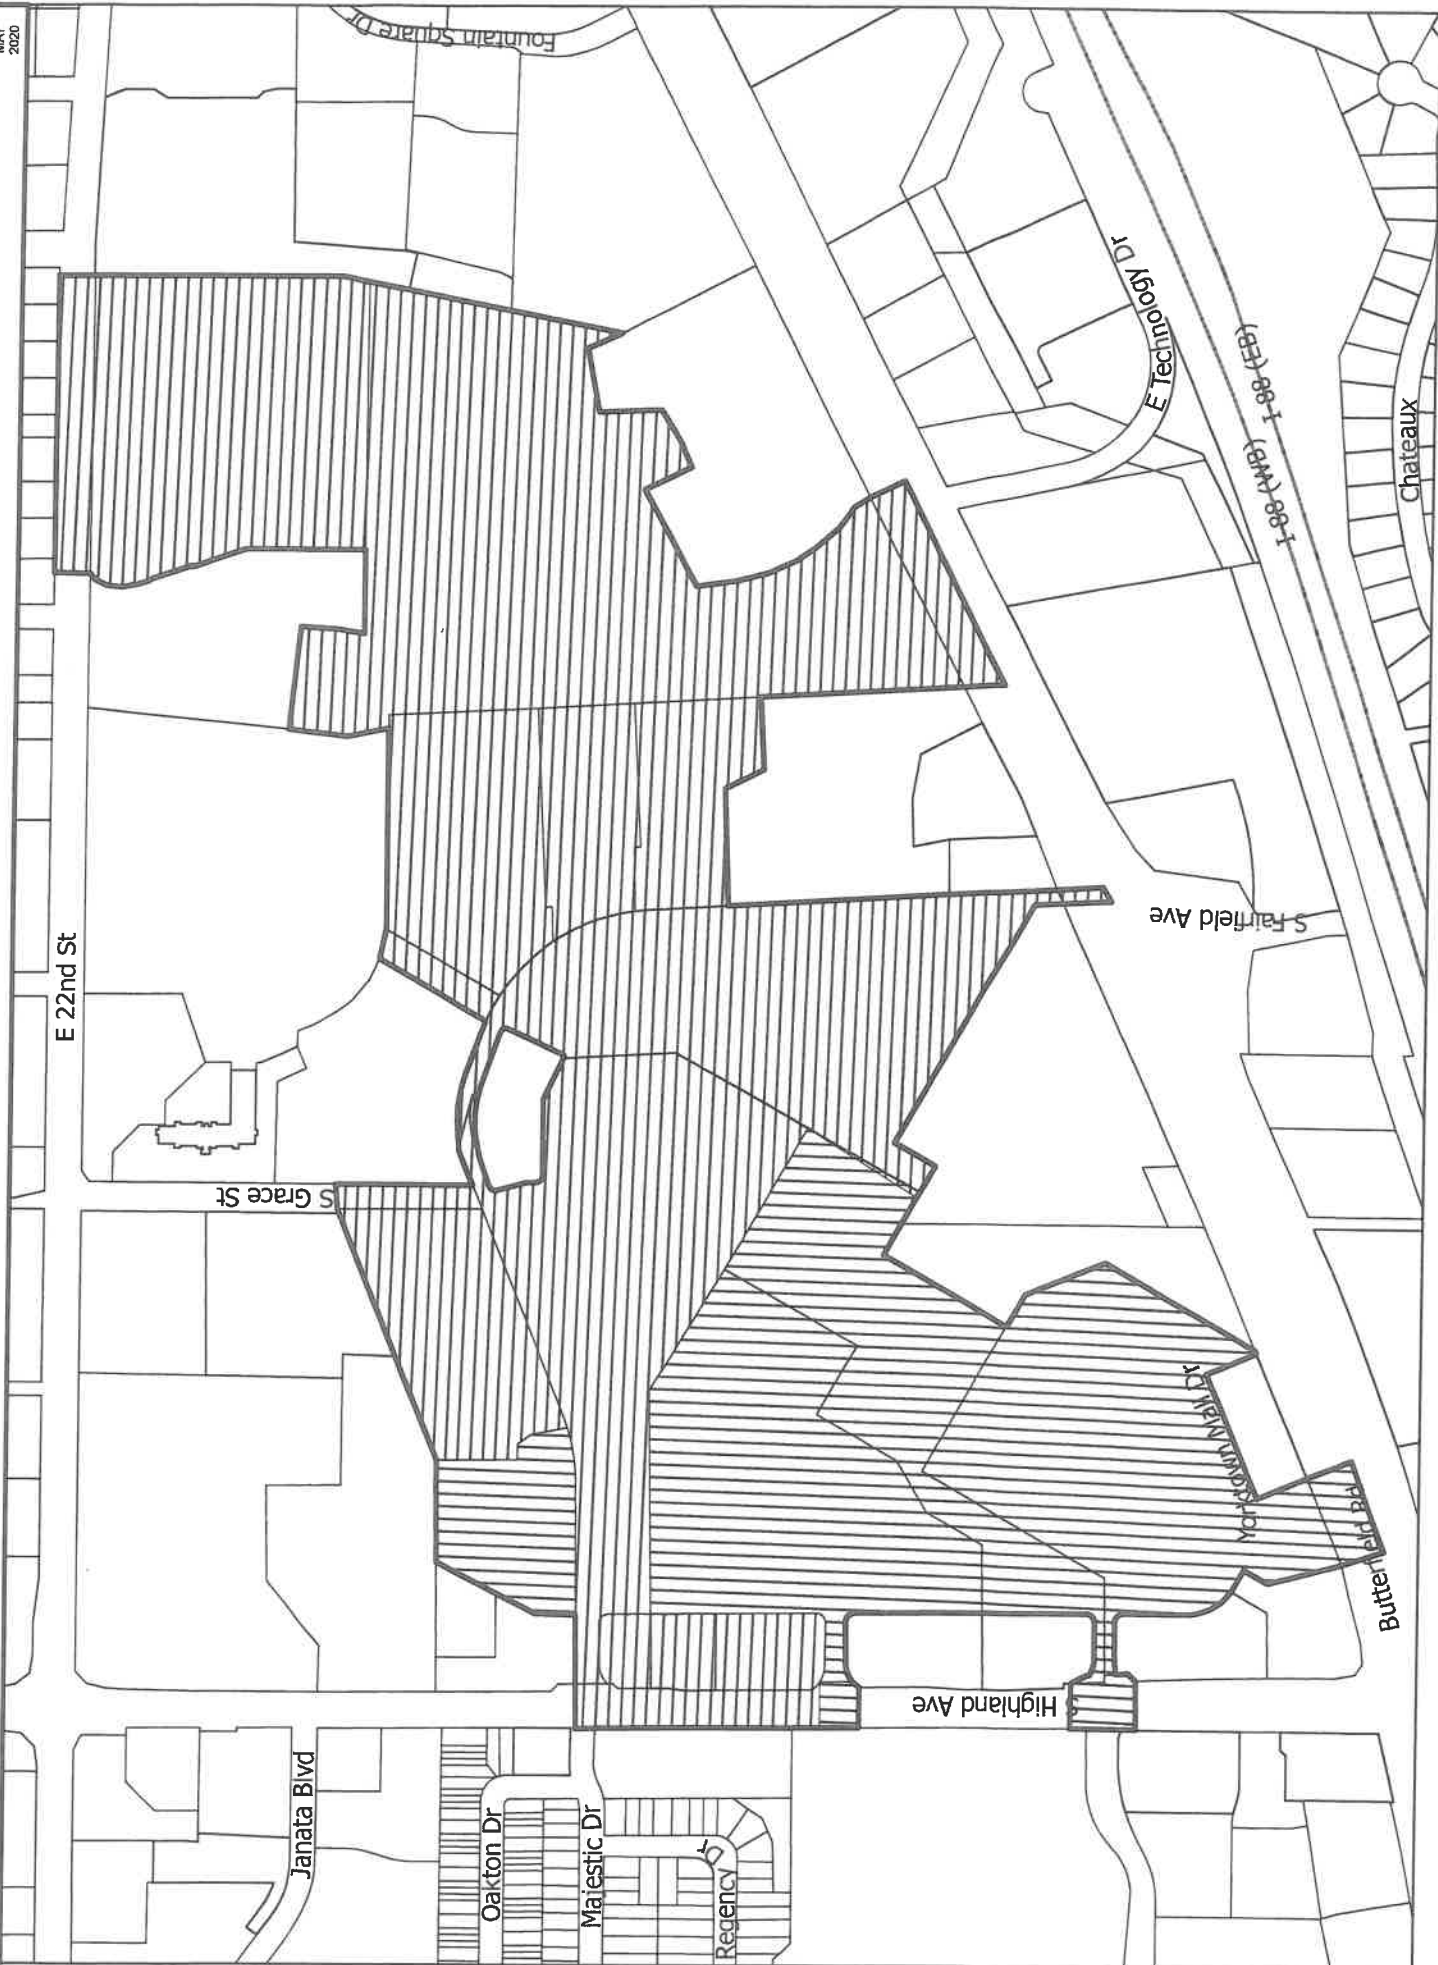 MAY
2020
Fountain Square Dr
E Technology Dr
I-88 (EB)
I-88 (WB)
Chateaux
E 22nd St
S Fairfield Ave
S Grace St
Yorktown Mall Dr
Butterfield Rd
Highland Ave
Janata Blvd
Oakton Dr
Majestic Dr
Regency Dr